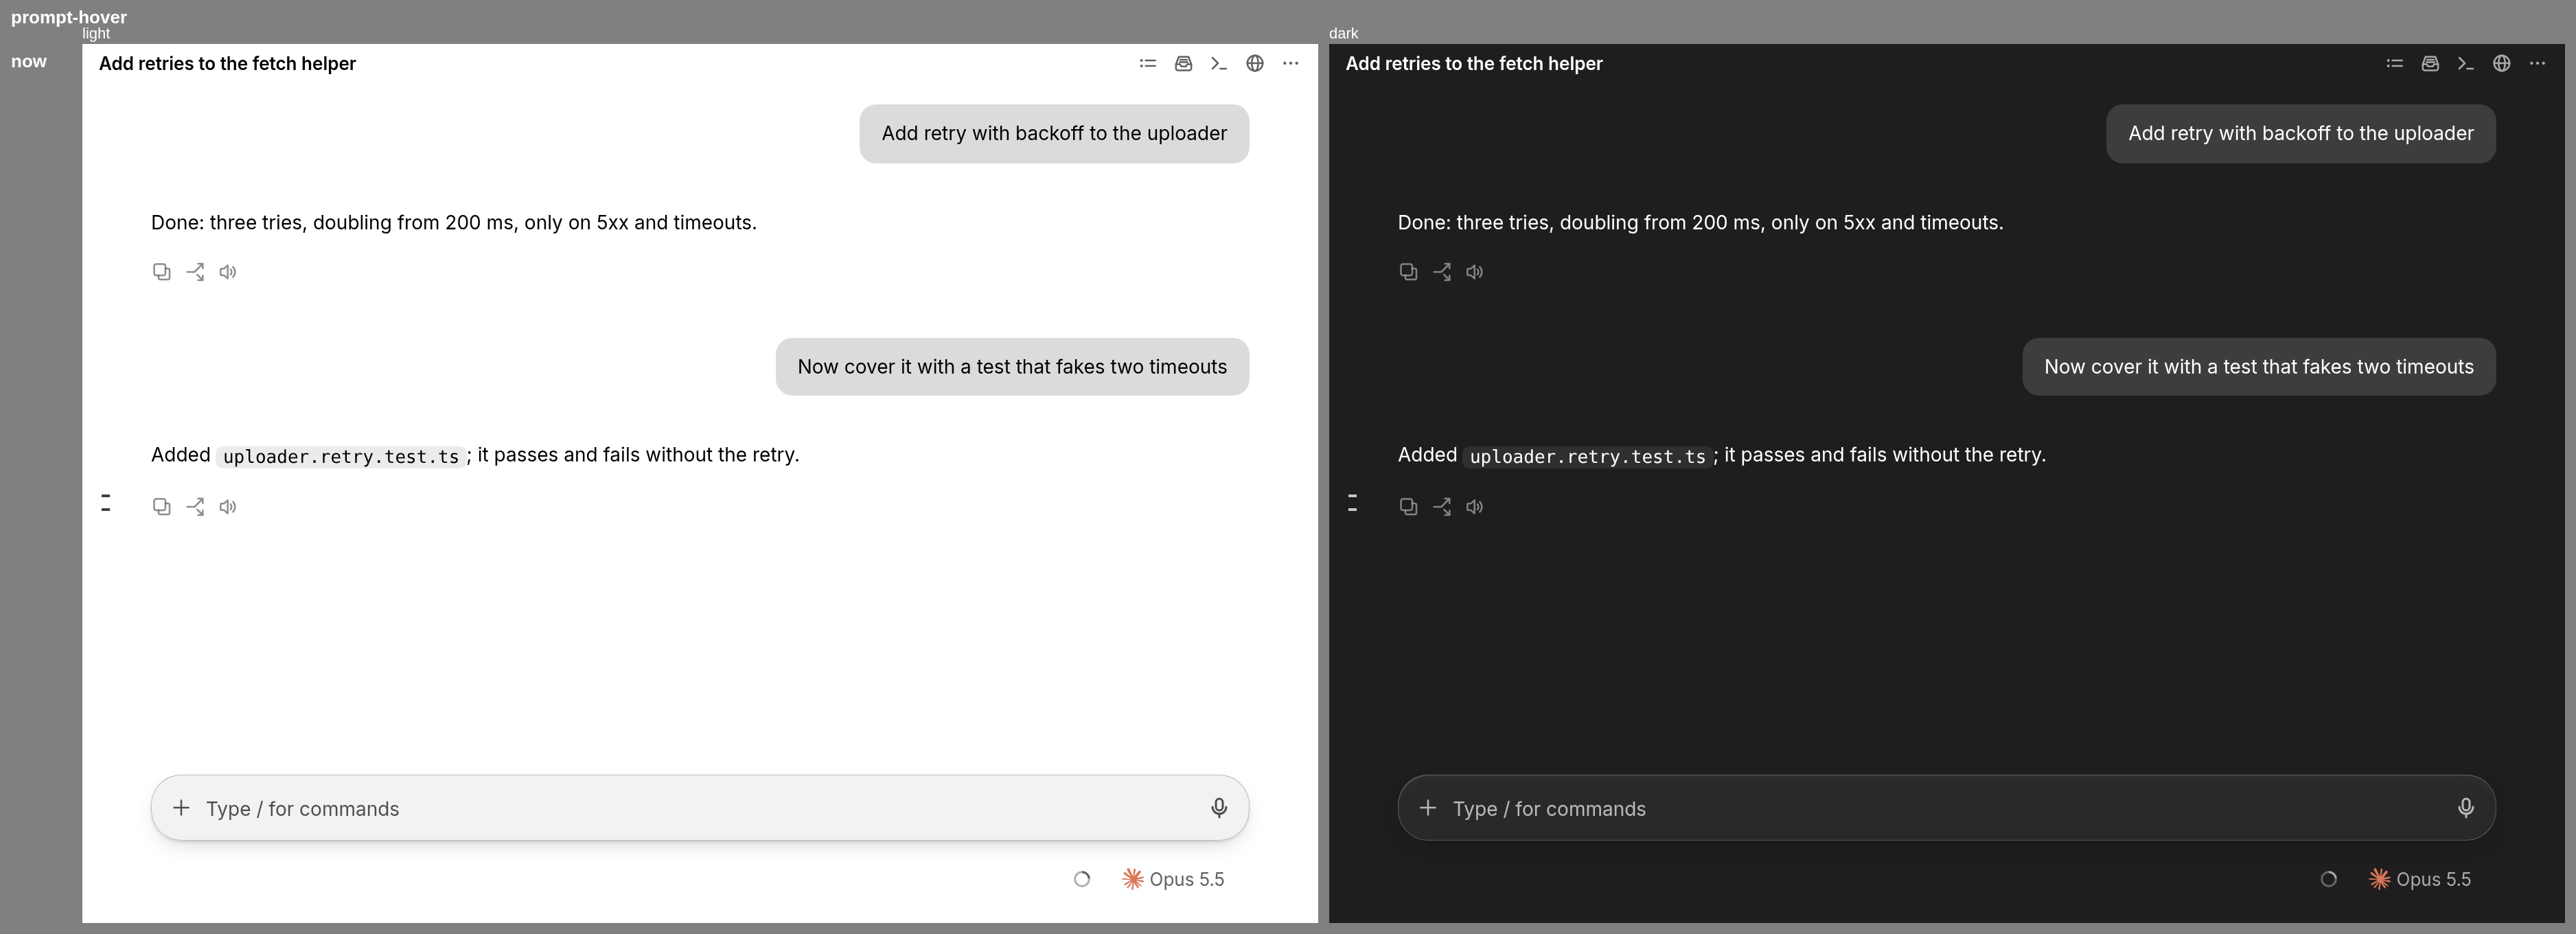 prompt-hover
light
dark
now
Add retries to the fetch helper
Add retry with backoff to the uploader
Done: three tries, doubling from 200 ms, only on 5xx and timeouts.
Now cover it with a test that fakes two timeouts
Added uploader.retry.test.ts; it passes and fails without the retry.
Type / for commands
Opus 5.5
Add retries to the fetch helper
Add retry with backoff to the uploader
Done: three tries, doubling from 200 ms, only on 5xx and timeouts.
Now cover it with a test that fakes two timeouts
Added uploader.retry.test.ts; it passes and fails without the retry.
Type / for commands
Opus 5.5